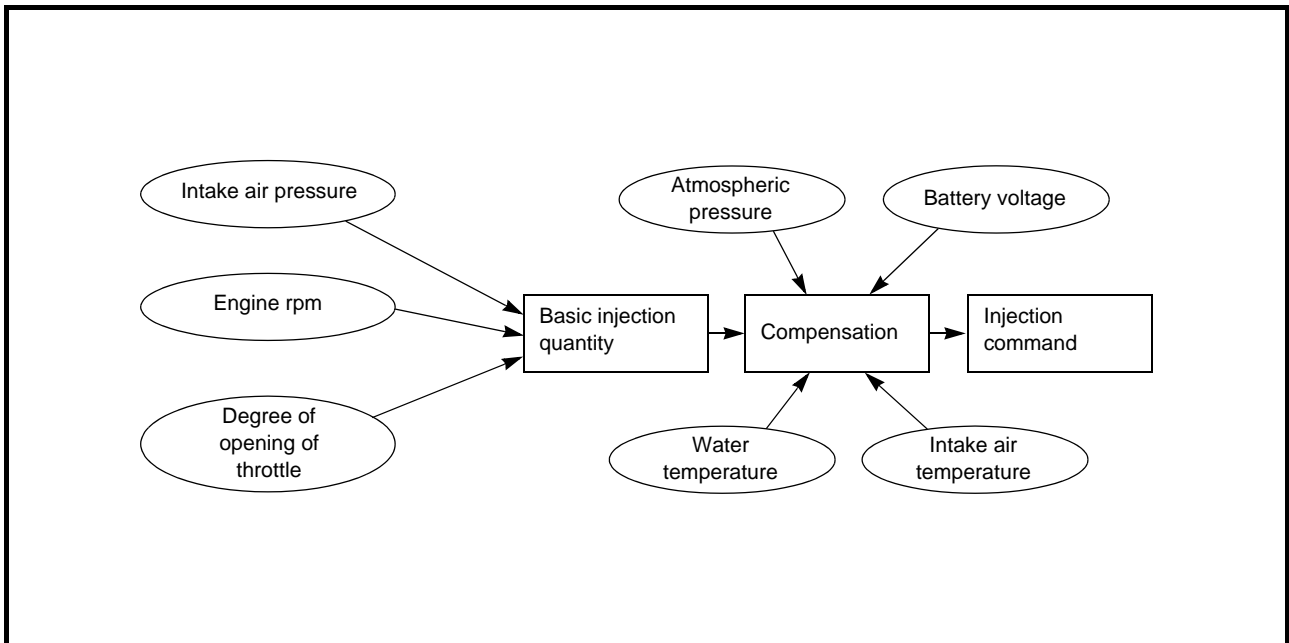 Intake air pressure
Engine rpm
Degree of
opening of
throttle
Basic injection
quantity
Atmospheric
pressure
Battery voltage
Compensation
Water
temperature
Intake air
temperature
Injection
command